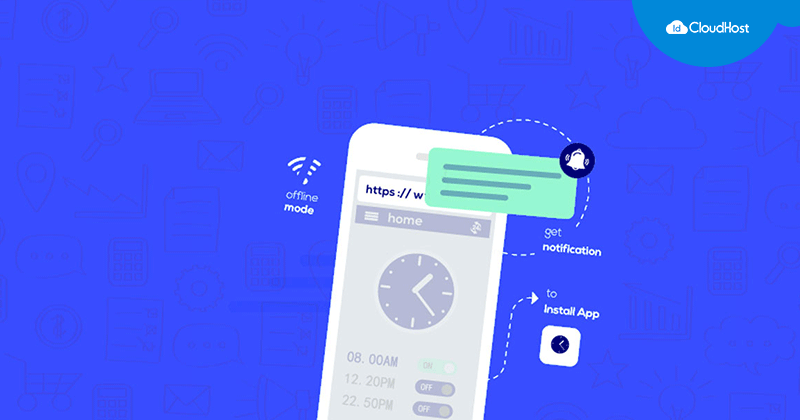 Id CloudHost
offline
mode
https://w
home
get
notification
to
Install App
08.00AM ON
12.20PM OFF
22.50PM OFF